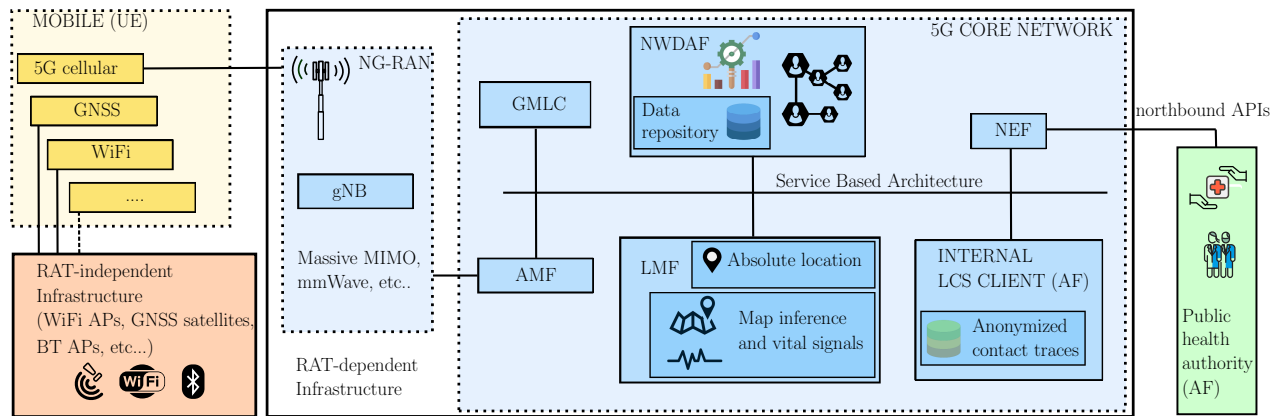 MOBILE (UE)
5G cellular
GNSS
WiFi
....
RAT-independent
Infrastructure
(WiFi APs, GNSS satellites,
BT APs, etc...)
WiFi
NG-RAN
gNB
Massive MIMO,
mmWave, etc..
RAT-dependent
Infrastructure
5G CORE NETWORK
GMLC
AMF
NWDAF
Data
repository
Service Based Architecture
LMF
Absolute location
Map inference
and vital signals
NEF
INTERNAL
LCS CLIENT (AF)
Anonymized
contact traces
northbound APIs
Public
health
authority
(AF)